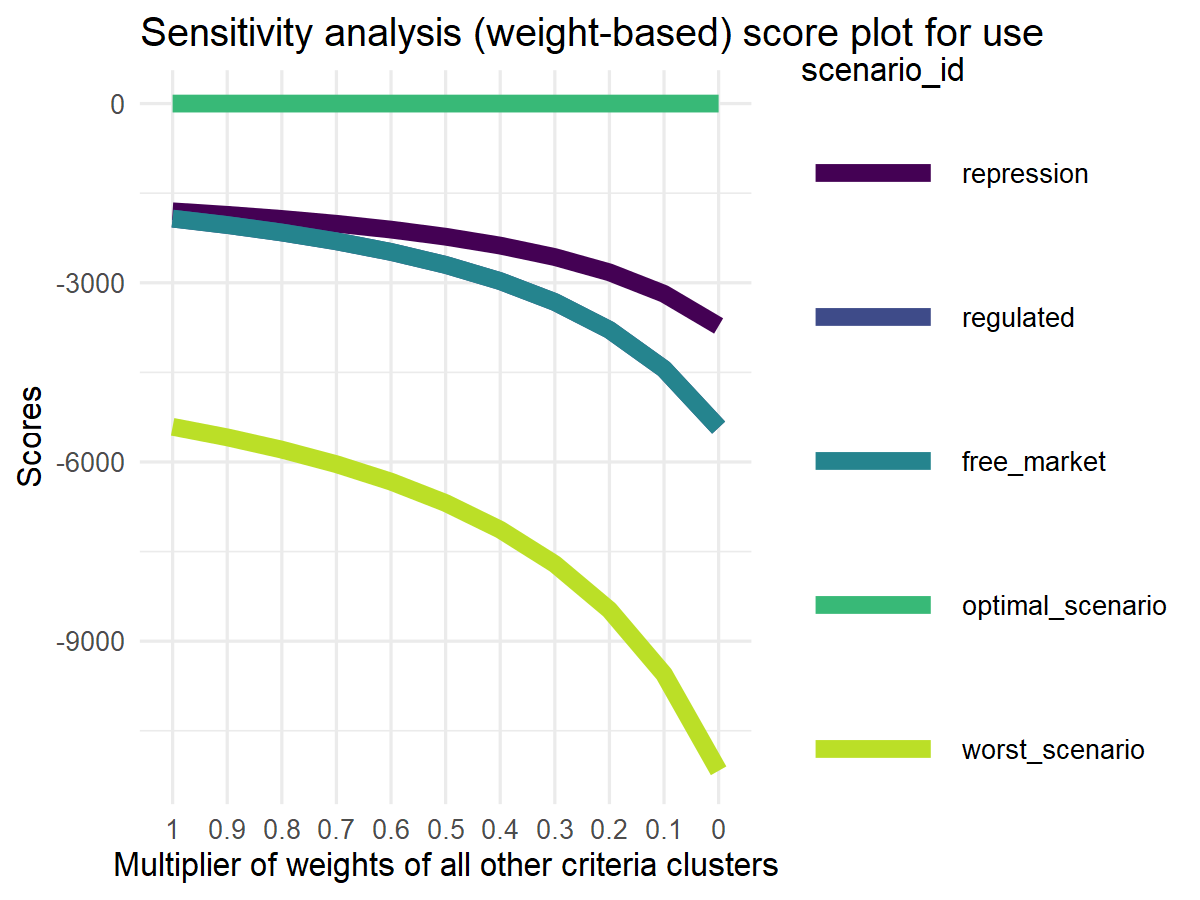 Sensitivity analysis (weight-based) score plot for use
scenario_id
repression
regulated
free_market
optimal_scenario
worst_scenario
Scores
0
-3000
-6000
-9000
1 0.9 0.8 0.7 0.6 0.5 0.4 0.3 0.2 0.1 0
Multiplier of weights of all other criteria clusters